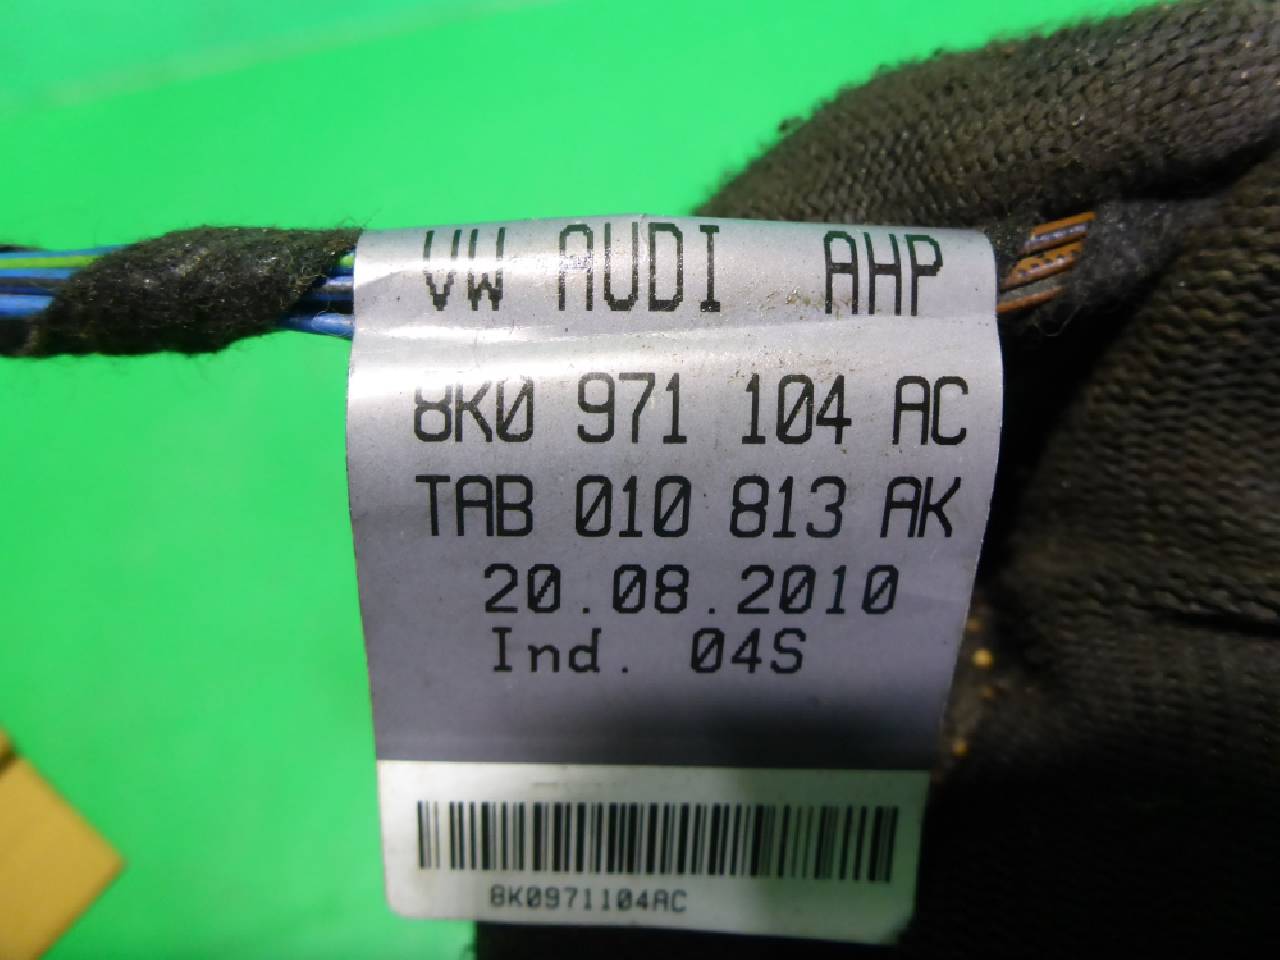 VW AUDI AHP
8K0 971 104 AC
TAB 010 813 AK
20.08.2010
Ind. 04S
8K0971104AC